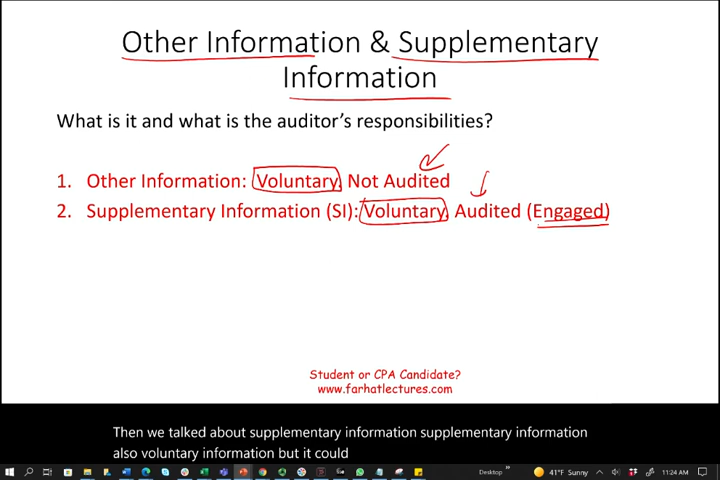 Other Information & Supplementary
Information
What is it and what is the auditor's responsibilities?
1. Other Information: Voluntary, Not Audited
2. Supplementary Information (SI): Voluntary, Audited (Engaged)
Student or CPA Candidate?
www.farhatlectures.com
Then we talked about supplementary information supplementary information
also voluntary information but it could
Desktop
41°F Sunny
11:24 AM